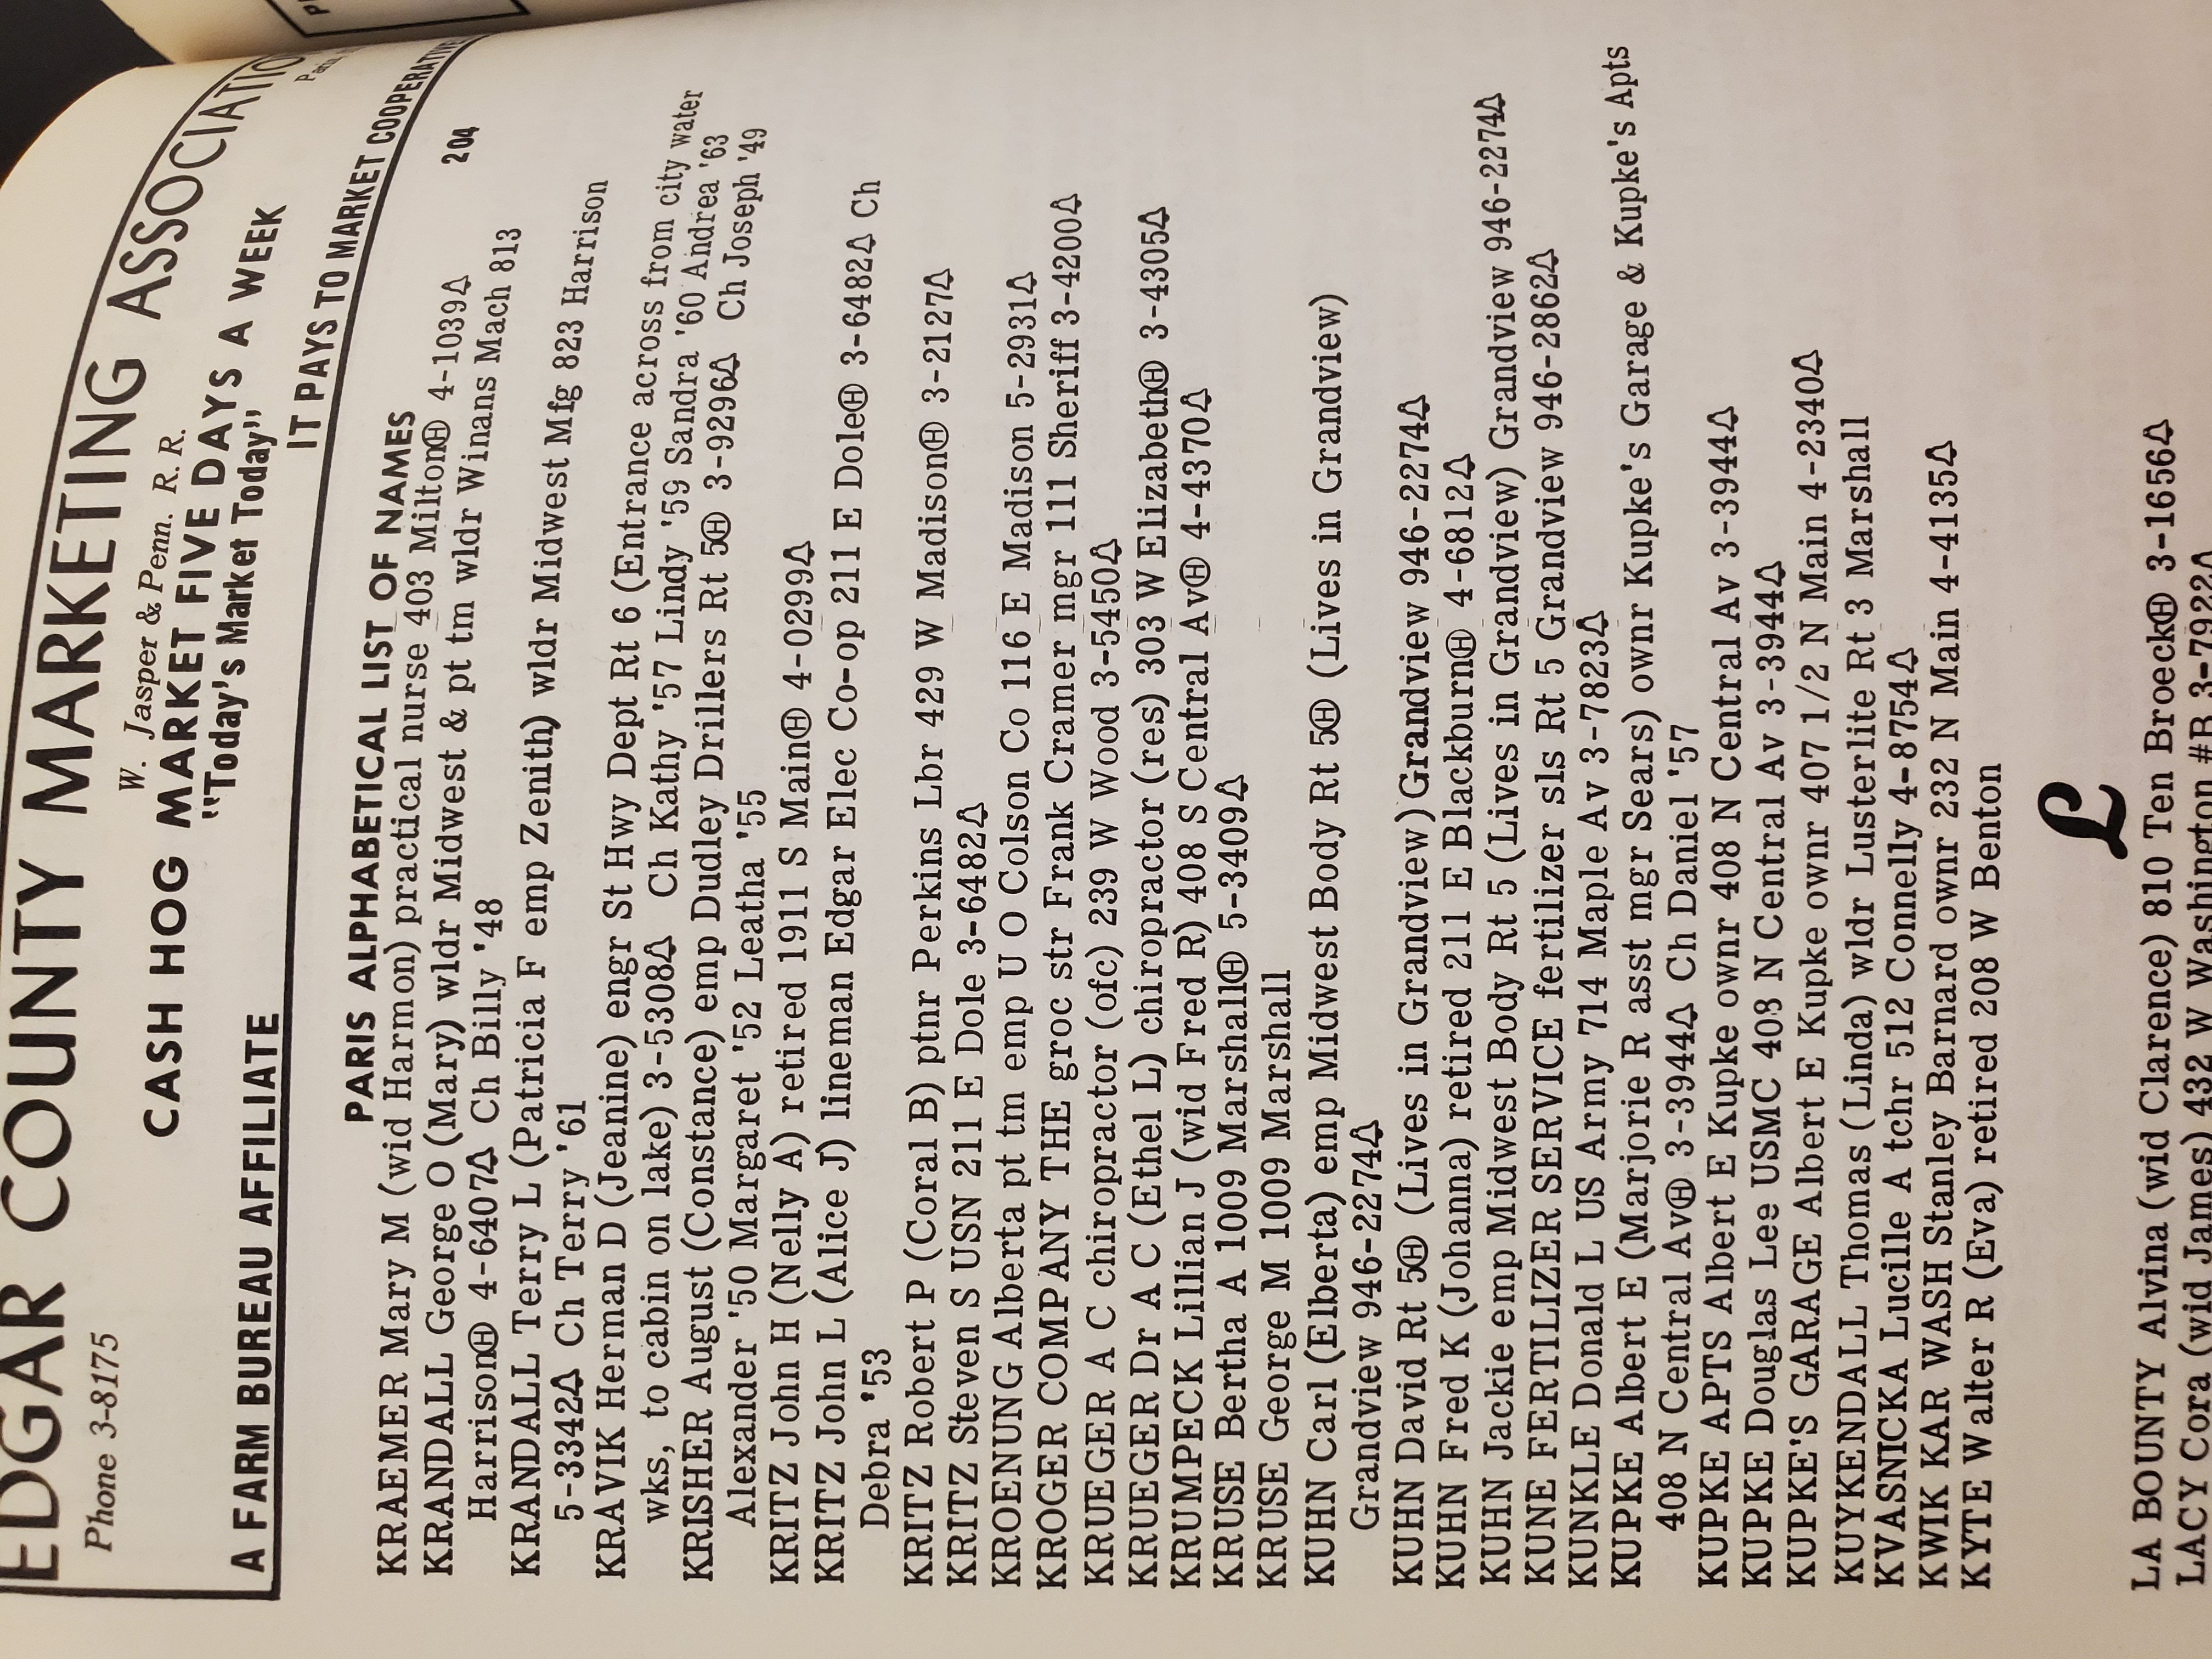 EDGAR COUNTY MARKETING ASSOCIATION
Phone 3-8175
W. Jasper & Penn. R. R.
Paris
CASH HOG MARKET FIVE DAYS A WEEK
"Today's Market Today"
A FARM BUREAU AFFILIATE
IT PAYS TO MARKET COOPERATIVE
PARIS ALPHABETICAL LIST OF NAMES
204
KRAEMER Mary M (wid Harmon) practical nurse 403 MiltonⒽ 4-1039△
KRANDALL George O (Mary) wldr Midwest & pt tm wldr Winans Mach 813
HarrisonⒽ 4-6407△ Ch Billy '48
KRANDALL Terry L (Patricia F emp Zenith) wldr Midwest Mfg 823 Harrison
5-3342△ Ch Terry '61
KRAVIK Herman D (Jeanine) engr St Hwy Dept Rt 6 (Entrance across from city water
wks, to cabin on lake) 3-5308△ Ch Kathy '57 Lindy '59 Sandra '60 Andrea '63
KRISHER August (Constance) emp Dudley Drillers Rt 5Ⓗ 3-9296△ Ch Joseph '49
Alexander '50 Margaret '52 Leatha '55
KRITZ John H (Nelly A) retired 1911 S MainⒽ 4-0299△
KRITZ John L (Alice J) lineman Edgar Elec Co-op 211 E DoleⒽ 3-6482△ Ch
Debra '53
KRITZ Robert P (Coral B) ptnr Perkins Lbr 429 W MadisonⒽ 3-2127△
KRITZ Steven S USN 211 E Dole 3-6482△
KROENUNG Alberta pt tm emp U O Colson Co 116 E Madison 5-2931△
KROGER COMPANY THE groc str Frank Cramer mgr 111 Sheriff 3-4200△
KRUEGER A C chiropractor (ofc) 239 W Wood 3-5450△
KRUEGER Dr A C (Ethel L) chiropractor (res) 303 W ElizabethⒽ 3-4305△
KRUMPECK Lillian J (wid Fred R) 408 S Central AvⒽ 4-4370△
KRUSE Bertha A 1009 MarshallⒽ 5-3409△
KRUSE George M 1009 Marshall
KUHN Carl (Elberta) emp Midwest Body Rt 5Ⓗ (Lives in Grandview)
Grandview 946-2274△
KUHN David Rt 5Ⓗ (Lives in Grandview) Grandview 946-2274△
KUHN Fred K (Johanna) retired 211 E BlackburnⒽ 4-6812△
KUHN Jackie emp Midwest Body Rt 5 (Lives in Grandview) Grandview 946-2274△
KUNE FERTILIZER SERVICE fertilizer sls Rt 5 Grandview 946-2862△
KUNKLE Donald L US Army 714 Maple Av 3-7823△
KUPKE Albert E (Marjorie R asst mgr Sears) ownr Kupke's Garage & Kupke's Apts
408 N Central AvⒽ 3-3944△ Ch Daniel '57
KUPKE APTS Albert E Kupke ownr 408 N Central Av 3-3944△
KUPKE Douglas Lee USMC 408 N Central Av 3-3944△
KUPKE'S GARAGE Albert E Kupke ownr 407 1/2 N Main 4-2340△
KUYKENDALL Thomas (Linda) wldr Lusterlite Rt 3 Marshall
KVASNICKA Lucille A tchr 512 Connelly 4-8754△
KWIK KAR WASH Stanley Barnard ownr 232 N Main 4-4135△
KYTE Walter R (Eva) retired 208 W Benton
L
LA BOUNTY Alvina (wid Clarence) 810 Ten BroeckⒽ 3-1656△
LACY Cora (wid James) 432 W Washington #B 3-7922△